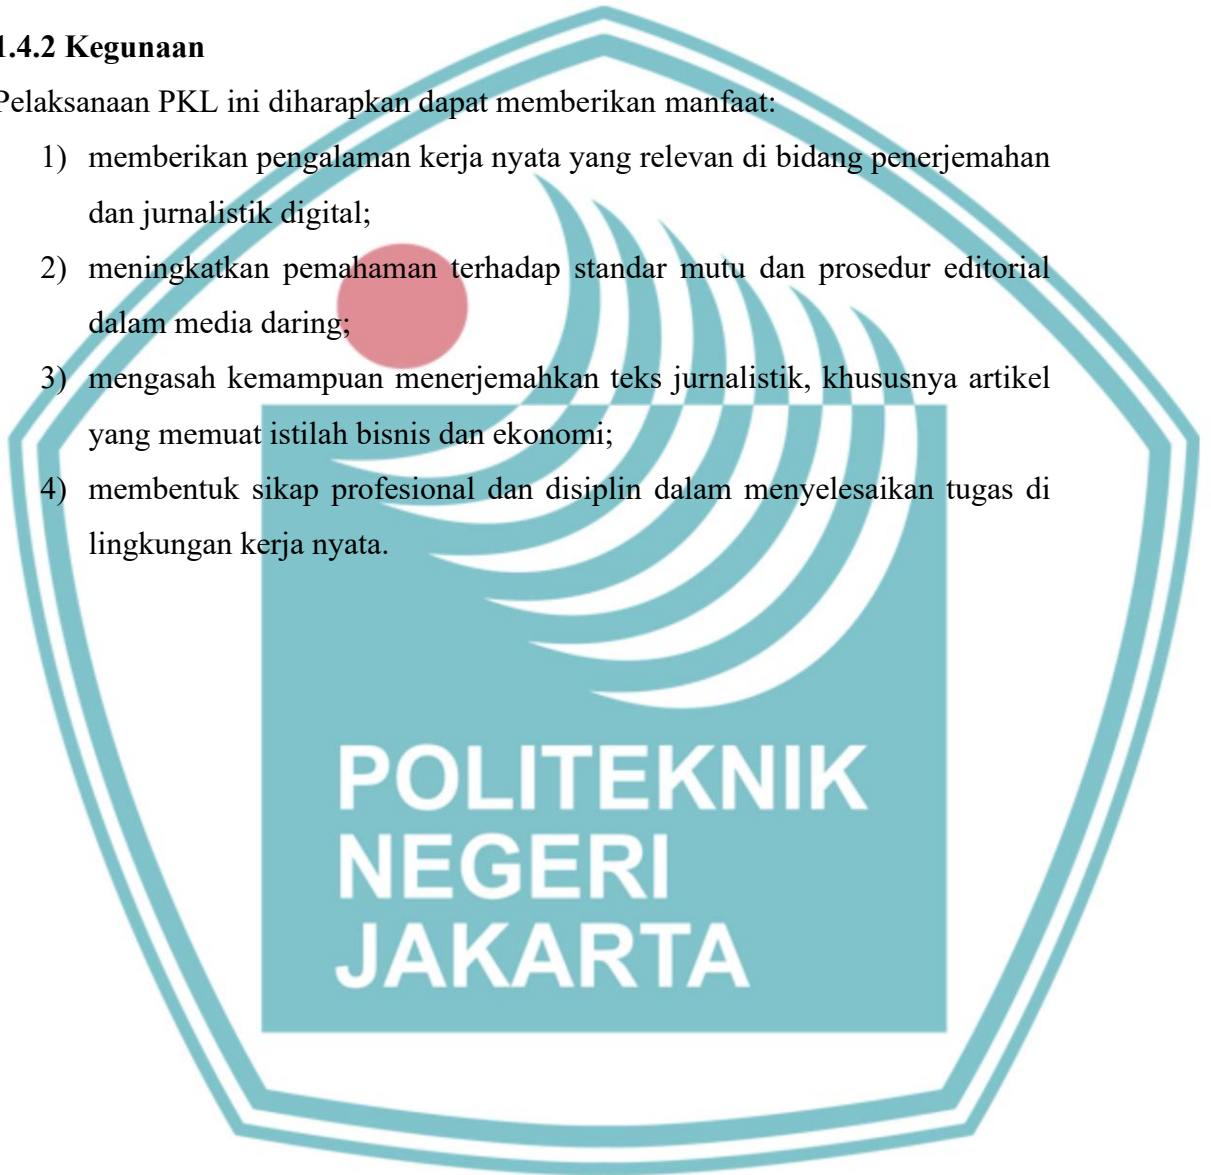 1.4.2 Kegunaan
Pelaksanaan PKL ini diharapkan dapat memberikan manfaat:
1) memberikan pengalaman kerja nyata yang relevan di bidang penerjemahan
dan jurnalistik digital;
2) meningkatkan pemahaman terhadap standar mutu dan prosedur editorial
dalam media daring;
3) mengasah kemampuan menerjemahkan teks jurnalistik, khususnya artikel
yang memuat istilah bisnis dan ekonomi;
4) membentuk sikap profesional dan disiplin dalam menyelesaikan tugas di
lingkungan kerja nyata.
POLITEKNIK
NEGERI
JAKARTA